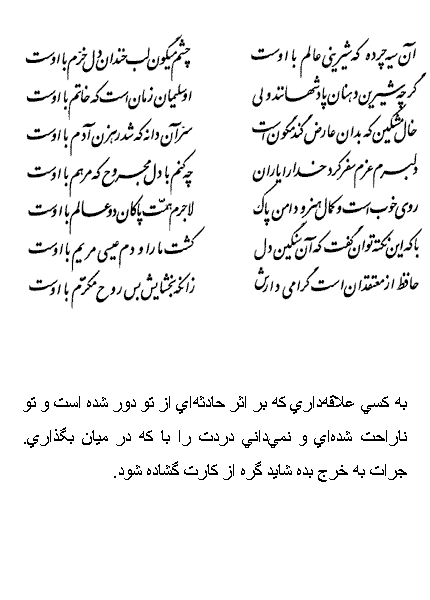 آن سیه چرده که شیرینی عالم با اوست چشم میگون لب خندان دل خرم با اوست
گرچه شیرین دهنان پادشهانند ولی او سلیمان زمان است که خاتم با اوست
خال مشکین که بدان عارض گندمگون است سر آن دانه که شد رهزن آدم با اوست
دلبرم عزم سفر کرد خدا را یاران چه کنم با دل مجروح که مرهم با اوست
روی خوب است و کمال هنر و دامن پاک لاجرم همت پاکان دو عالم با اوست
با که این نکته توان گفت که آن سنگین دل کشت ما را و دم عیسی مریم با اوست
حافظ از معتقدان است گرامی دارش زانکه بخشایش بس روح مکرم با اوست
به كسي علاقه‌داري كه بر اثر حادثه‌اي از تو دور شده است و تو
ناراحت شده‌اي و نمي‌داني دردت را با كه در ميان بگذاري.
جرات به خرج بده شايد گره از كارت گشاده شود.